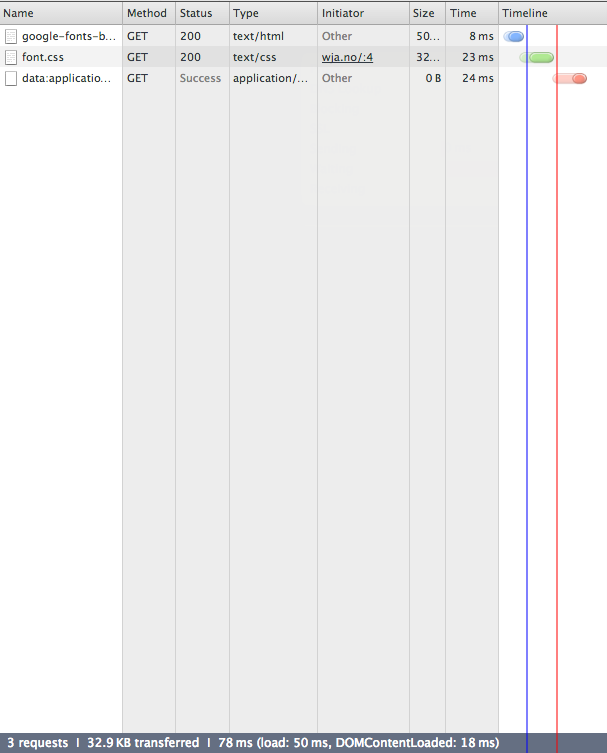 Name Method Status Type Initiator Size Time Timeline
google-fonts-b... GET 200 text/html Other 50... 8 ms
font.css GET 200 text/css wja.no/:4 32... 23 ms
data:applicatio... GET Success application/... Other 0 B 24 ms
3 requests I 32.9 KB transferred I 78 ms (load: 50 ms, DOMContentLoaded: 18 ms)